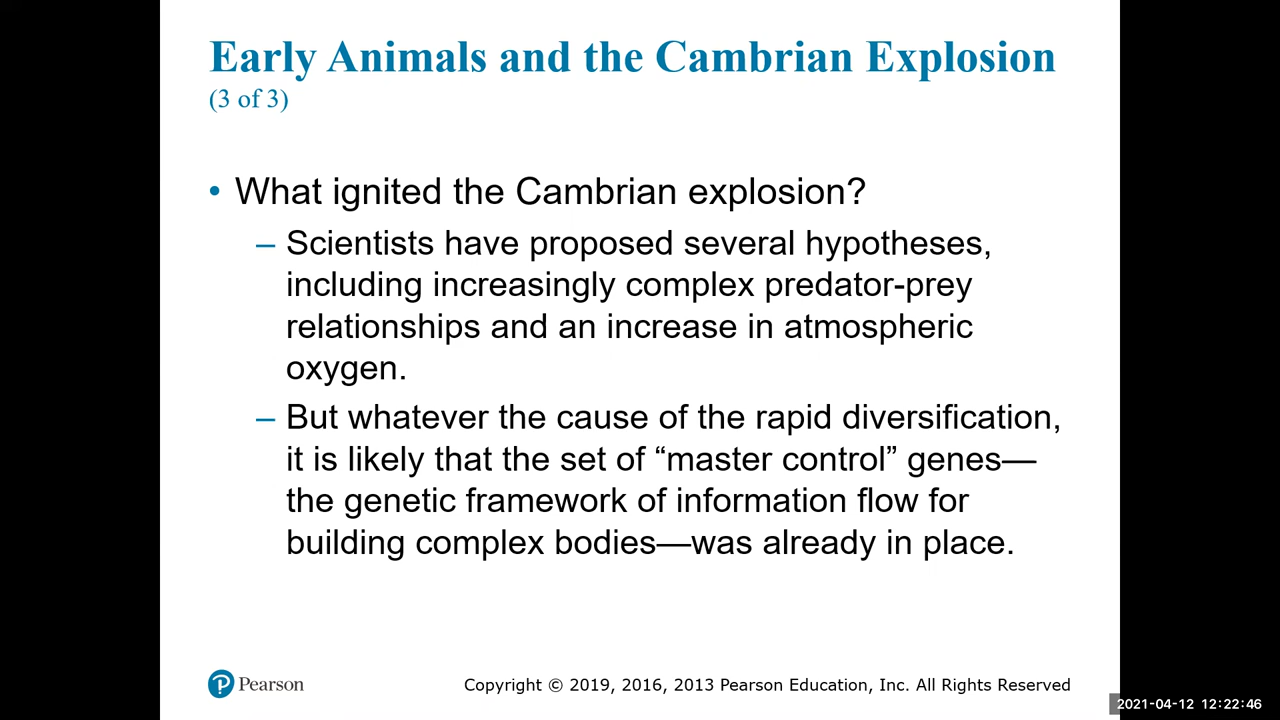 Early Animals and the Cambrian Explosion
(3 of 3)
• What ignited the Cambrian explosion?
– Scientists have proposed several hypotheses,
including increasingly complex predator-prey
relationships and an increase in atmospheric
oxygen.
– But whatever the cause of the rapid diversification,
it is likely that the set of “master control” genes—
the genetic framework of information flow for
building complex bodies—was already in place.
P Pearson
Copyright © 2019, 2016, 2013 Pearson Education, Inc. All Rights Reserved
2021-04-12 12:22:46